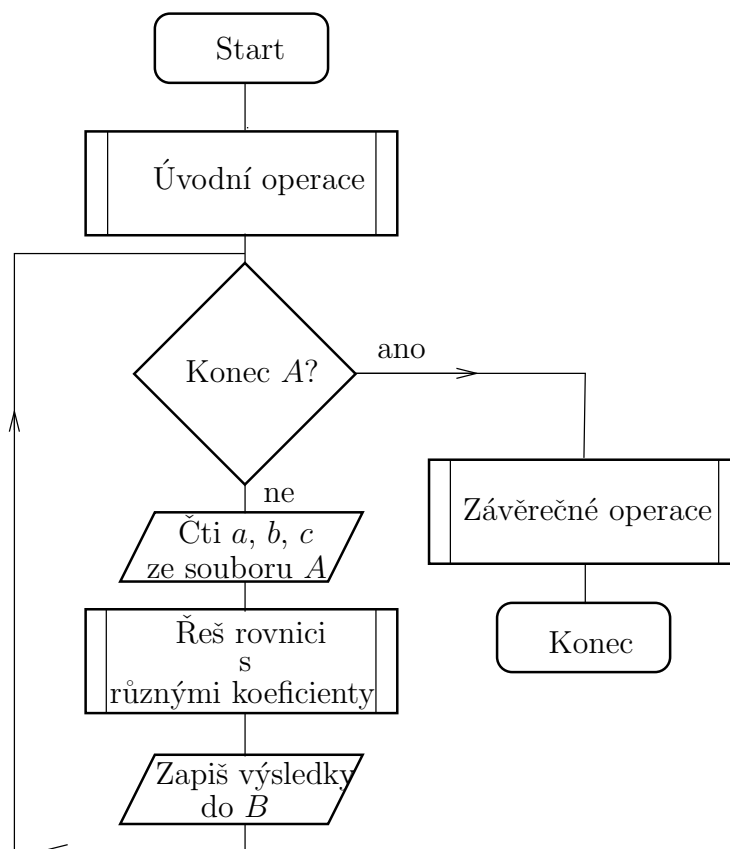 Start
Úvodní operace
Konec A?
ano
ne
Čti a, b, c
ze souboru A
Řeš rovnici
s
různými koeficienty
Zapiš výsledky
do B
Závěrečné operace
Konec